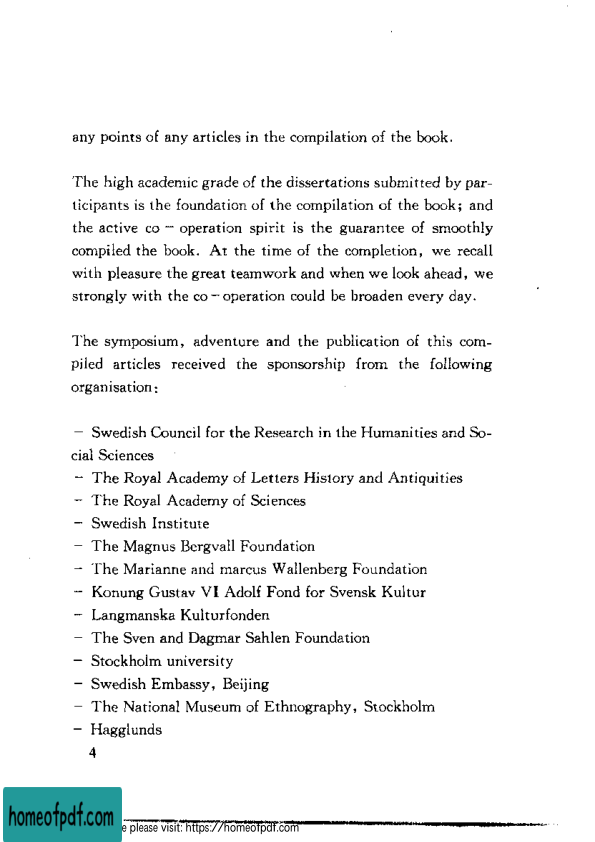 any points of any articles in the compilation of the book.
The high academic grade of the dissertations submitted by par-
ticipants is the foundation of the compilation of the book; and
the active co - operation spirit is the guarantee of smoothly
compiled the book. At the time of the completion, we recall
with pleasure the great teamwork and when we look ahead, we
strongly with the co - operation could be broaden every day.
The symposium, adventure and the publication of this com-
piled articles received the sponsorship from the following
organisation:
— Swedish Council for the Research in the Humanities and So-
cial Sciences
— The Royal Academy of Letters History and Antiquities
— The Royal Academy of Sciences
— Swedish Institute
— The Magnus Bergvall Foundation
— The Marianne and marcus Wallenberg Foundation
— Konung Gustav VI Adolf Fond for Svensk Kultur
— Langmanska Kulturfonden
— The Sven and Dagmar Sahlen Foundation
— Stockholm university
— Swedish Embassy, Beijing
— The National Museum of Ethnography, Stockholm
— Hagglunds
4
homeofpdf.com
e please visit: https://homeofpdf.com